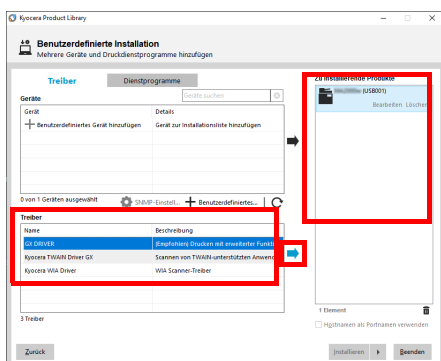 Kyocera Product Library
Benutzerdefinierte Installation
Mehrere Geräte und Druckdienstprogramme hinzufügen
Treiber
Dienstprogramme
Zu installierende Produkte
Geräte
Geräte suchen
(USB001)
Bearbeiten Löschen
Gerät Details
Benutzerdefiniertes Gerät hinzufügen Gerät zur Installationsliste hinzufügen
0 von 1 Geräten ausgewählt
SNMP-Einstell...
Benutzerdefiniertes...
Treiber
Name Beschreibung
GX DRIVER (Empfohlen) Drucken mit erweiterter Funkti
Kyocera TWAIN Driver GX Scannen von TWAIN-unterstützten Anwend
Kyocera WIA Driver WIA Scanner-Treiber
3 Treiber
1 Element
Hostnamen als Portnamen verwenden
Zurück
Installieren
Beenden